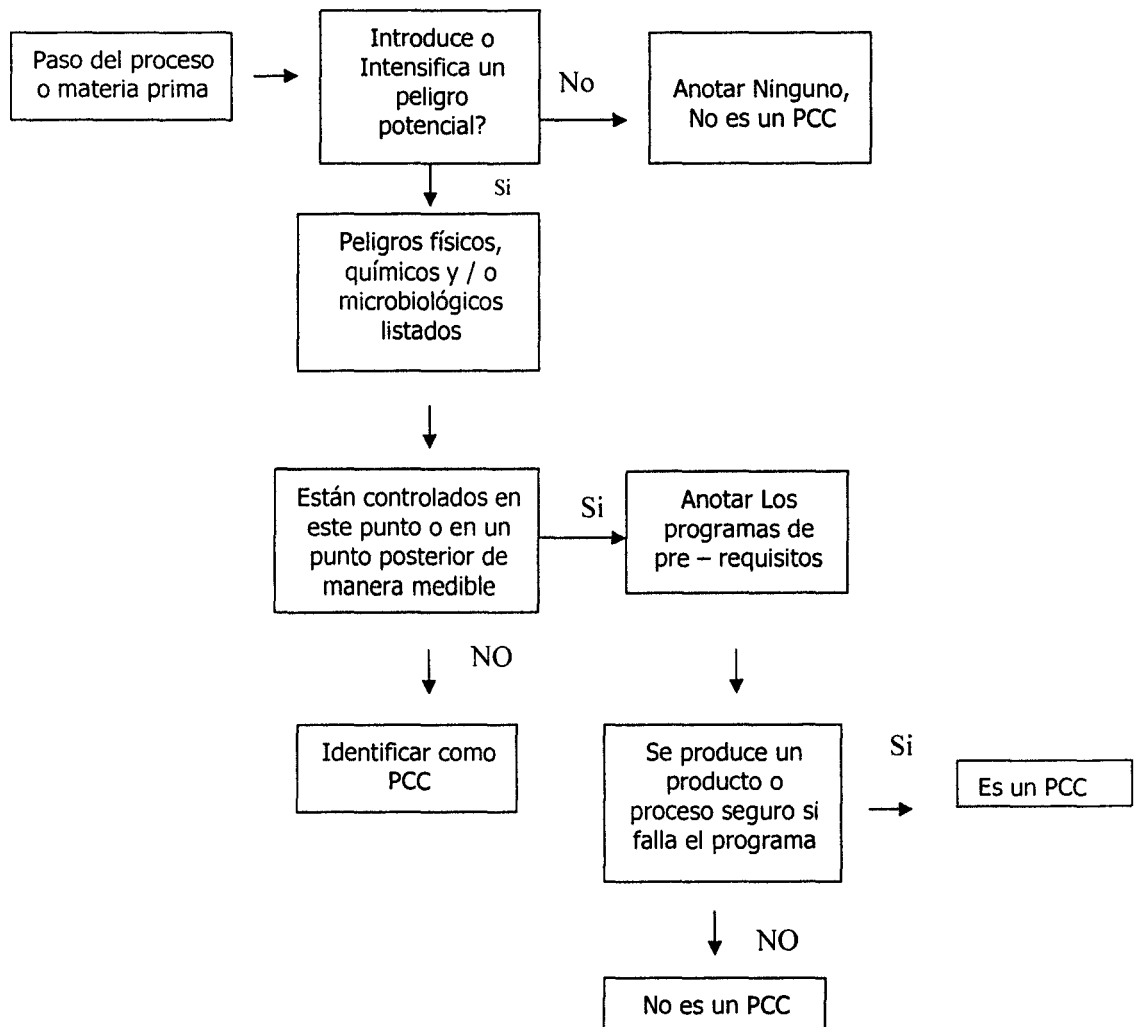 Paso del proceso
o materia prima
Introduce o
Intensifica un
peligro
potencial?
No
Anotar Ninguno,
No es un PCC
Si
Peligros físicos,
químicos y / o
microbiológicos
listados
Están controlados en
este punto o en un
punto posterior de
manera medible
Si
Anotar Los
programas de
pre – requisitos
NO
Identificar como
PCC
Se produce un
producto o
proceso seguro si
falla el programa
Si
Es un PCC
NO
No es un PCC